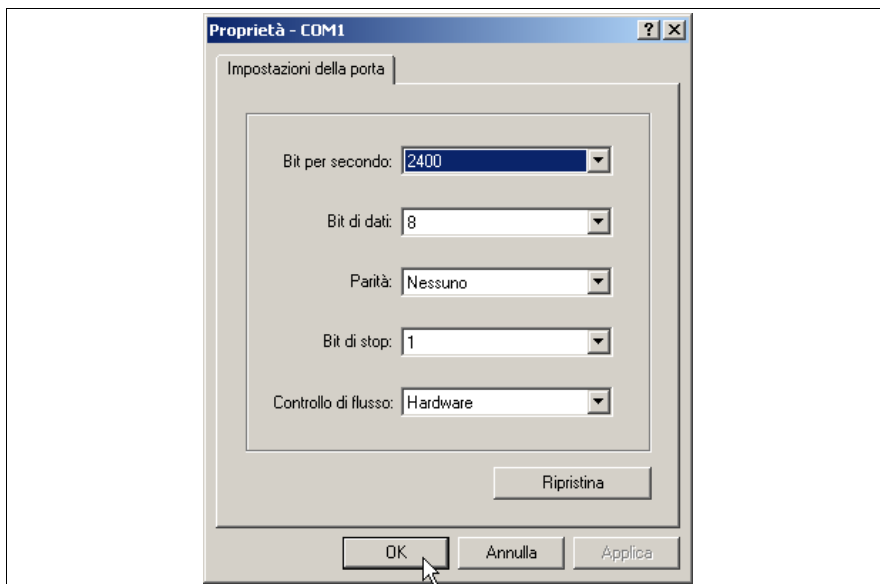 Proprietà - COM1
Impostazioni della porta
Bit per secondo: 2400
Bit di dati: 8
Parità: Nessuno
Bit di stop: 1
Controllo di flusso: Hardware
Ripristina
OK Annulla Applica